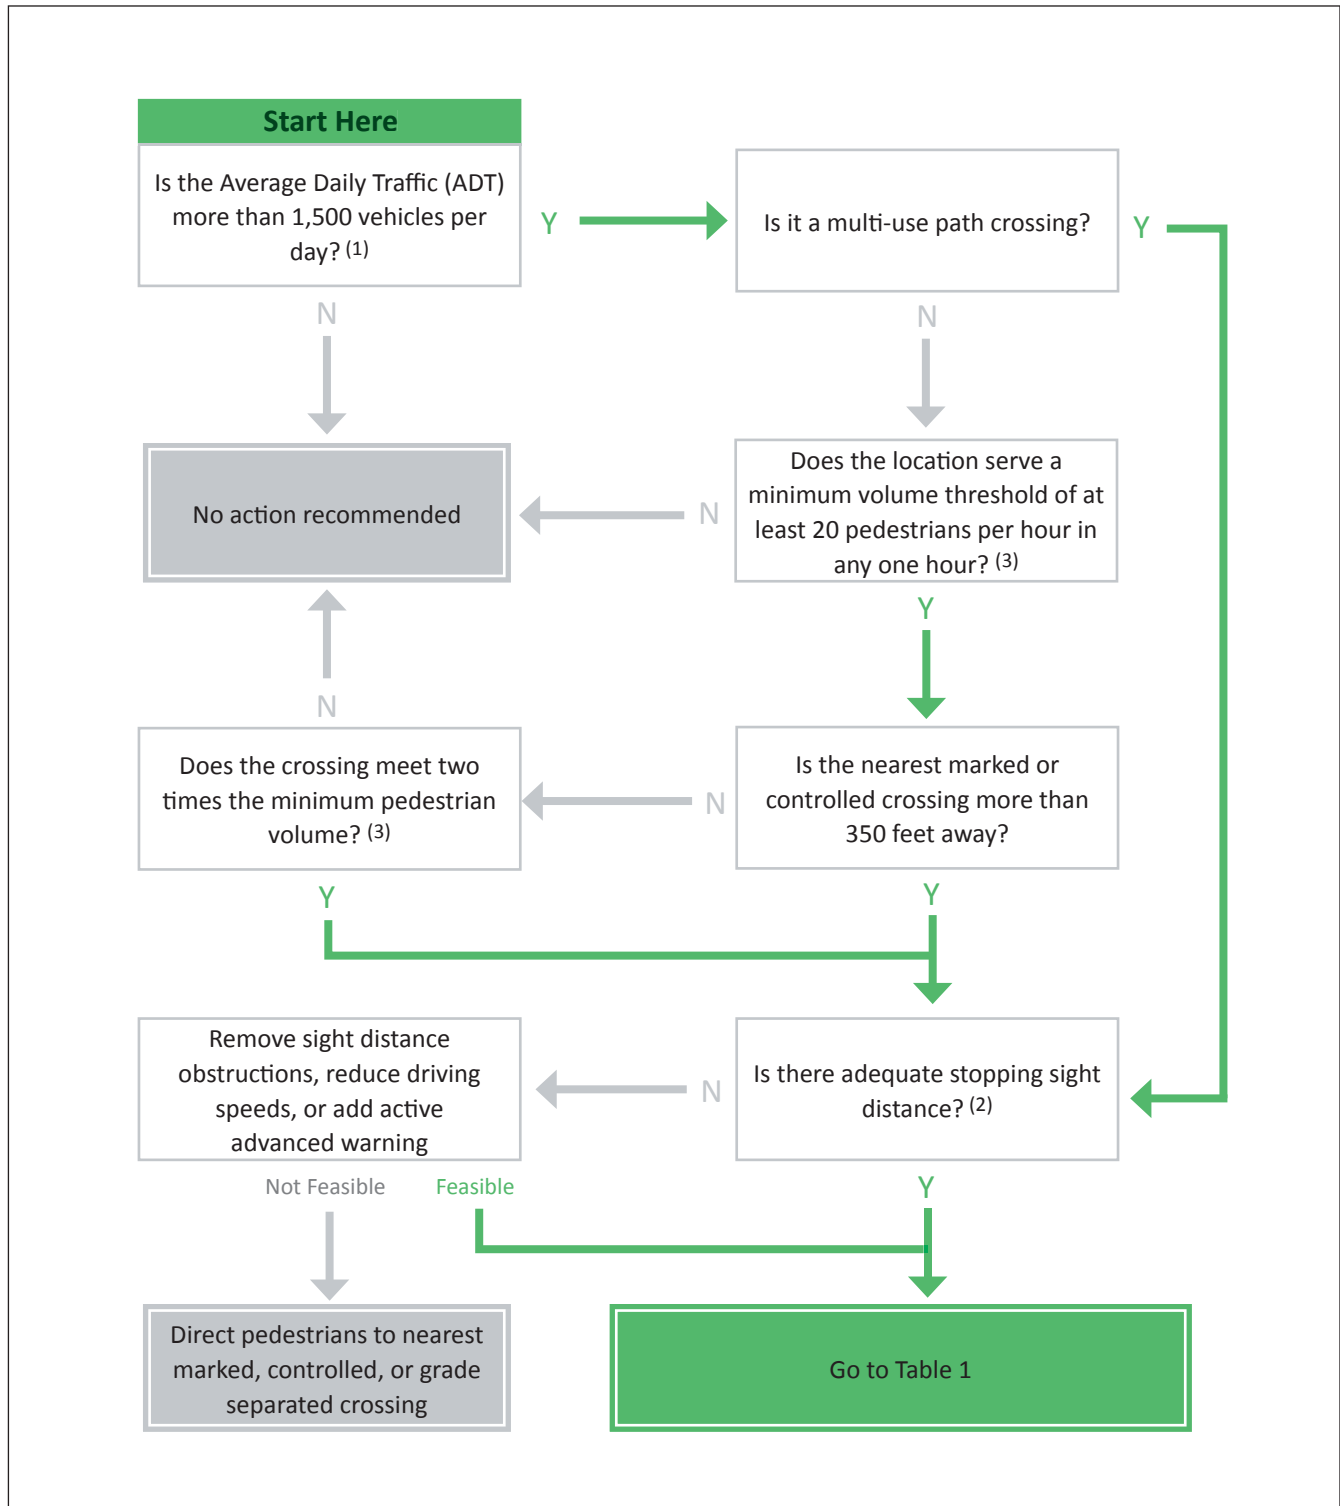 Start Here
Is the Average Daily Traffic (ADT)
more than 1,500 vehicles per
day? (1)
Y
Is it a multi-use path crossing?
Y
N
N
No action recommended
N
Does the location serve a
minimum volume threshold of at
least 20 pedestrians per hour in
any one hour? (3)
Y
N
Does the crossing meet two
times the minimum pedestrian
volume? (3)
N
Is the nearest marked or
controlled crossing more than
350 feet away?
Y
Y
Remove sight distance
obstructions, reduce driving
speeds, or add active
advanced warning
N
Is there adequate stopping sight
distance? (2)
Not Feasible
Feasible
Y
Direct pedestrians to nearest
marked, controlled, or grade
separated crossing
Go to Table 1